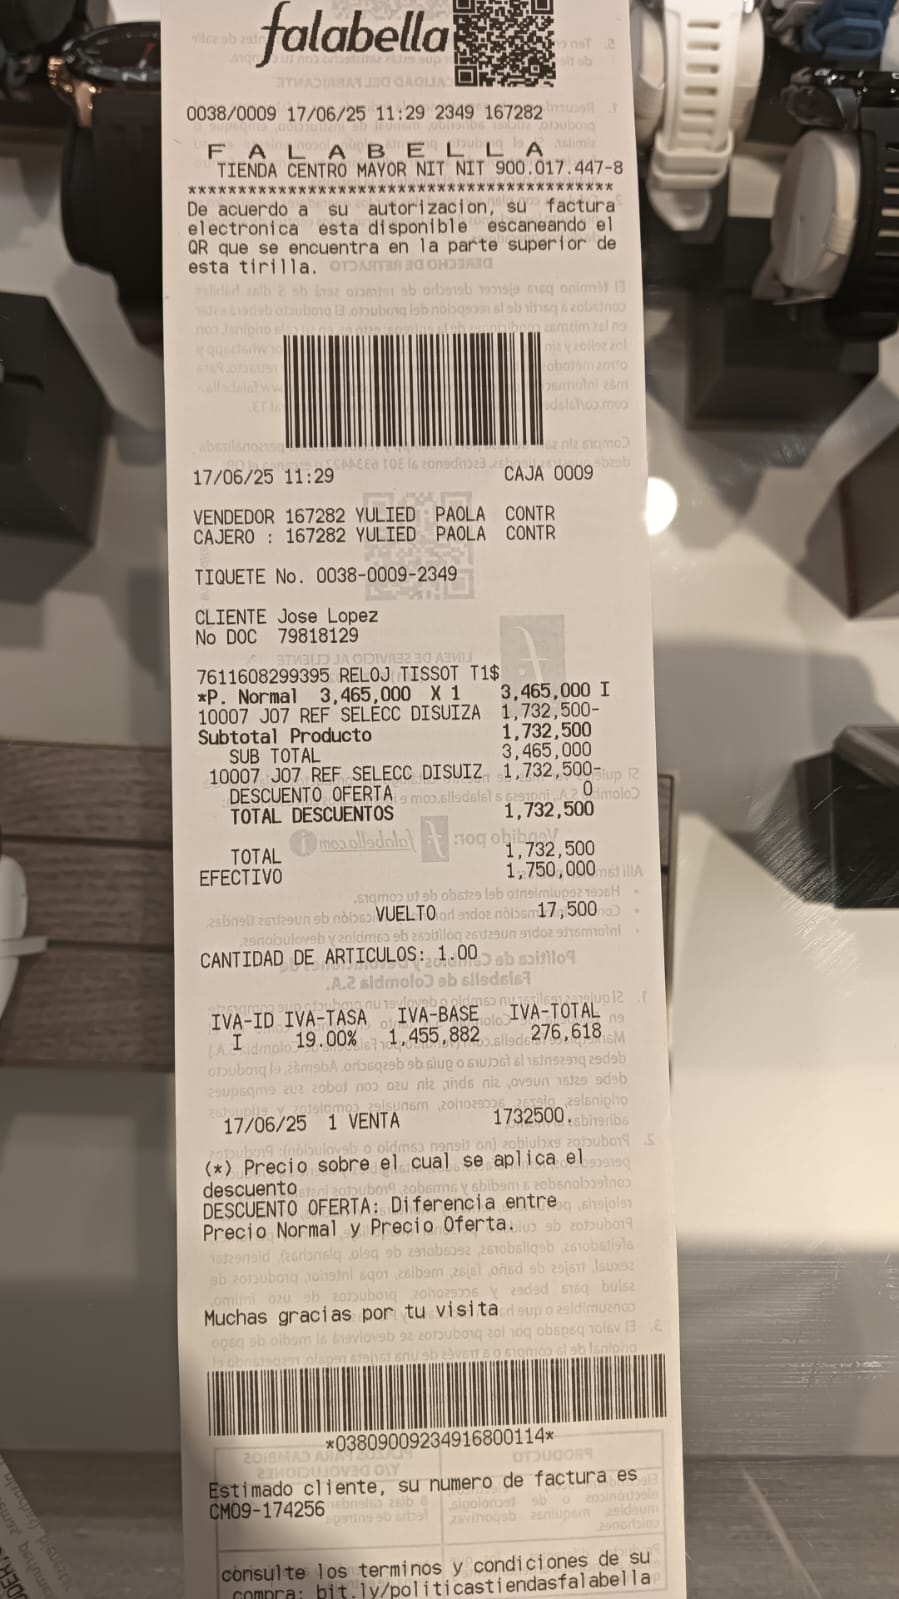 falabella
0038/0009 17/06/25 11:29 2349 167282
F A L A B E L L A
TIENDA CENTRO MAYOR NIT NIT 900.017.447-8
******************************************
De acuerdo a su autorizacion, su factura
electronica esta disponible escaneando el
QR que se encuentra en la parte superior de
esta tirilla.
17/06/25 11:29 CAJA 0009
VENDEDOR 167282 YULIED PAOLA CONTR
CAJERO : 167282 YULIED PAOLA CONTR
TIQUETE No. 0038-0009-2349
CLIENTE Jose Lopez
No DOC 79818129
7611608299395 RELOJ TISSOT T1$
*P. Normal 3,465,000 X 1 3,465,000 I
10007 J07 REF SELECC DISUIZA 1,732,500-
Subtotal Producto 1,732,500
SUB TOTAL 3,465,000
10007 J07 REF SELECC DISUIZ 1,732,500-
DESCUENTO OFERTA 0
TOTAL DESCUENTOS 1,732,500
TOTAL 1,732,500
EFECTIVO 1,750,000
VUELTO 17,500
CANTIDAD DE ARTICULOS: 1.00
IVA-ID IVA-TASA IVA-BASE IVA-TOTAL
I 19.00% 1,455,882 276,618
17/06/25 1 VENTA 1732500.
(*) Precio sobre el cual se aplica el
descuento
DESCUENTO OFERTA: Diferencia entre
Precio Normal y Precio Oferta.
Muchas gracias por tu visita
*03809009234916800114*
Estimado cliente, su numero de factura es
CM09-174256
consulte los terminos y condiciones de su
compra: bit.ly/politicastiendasfalabella